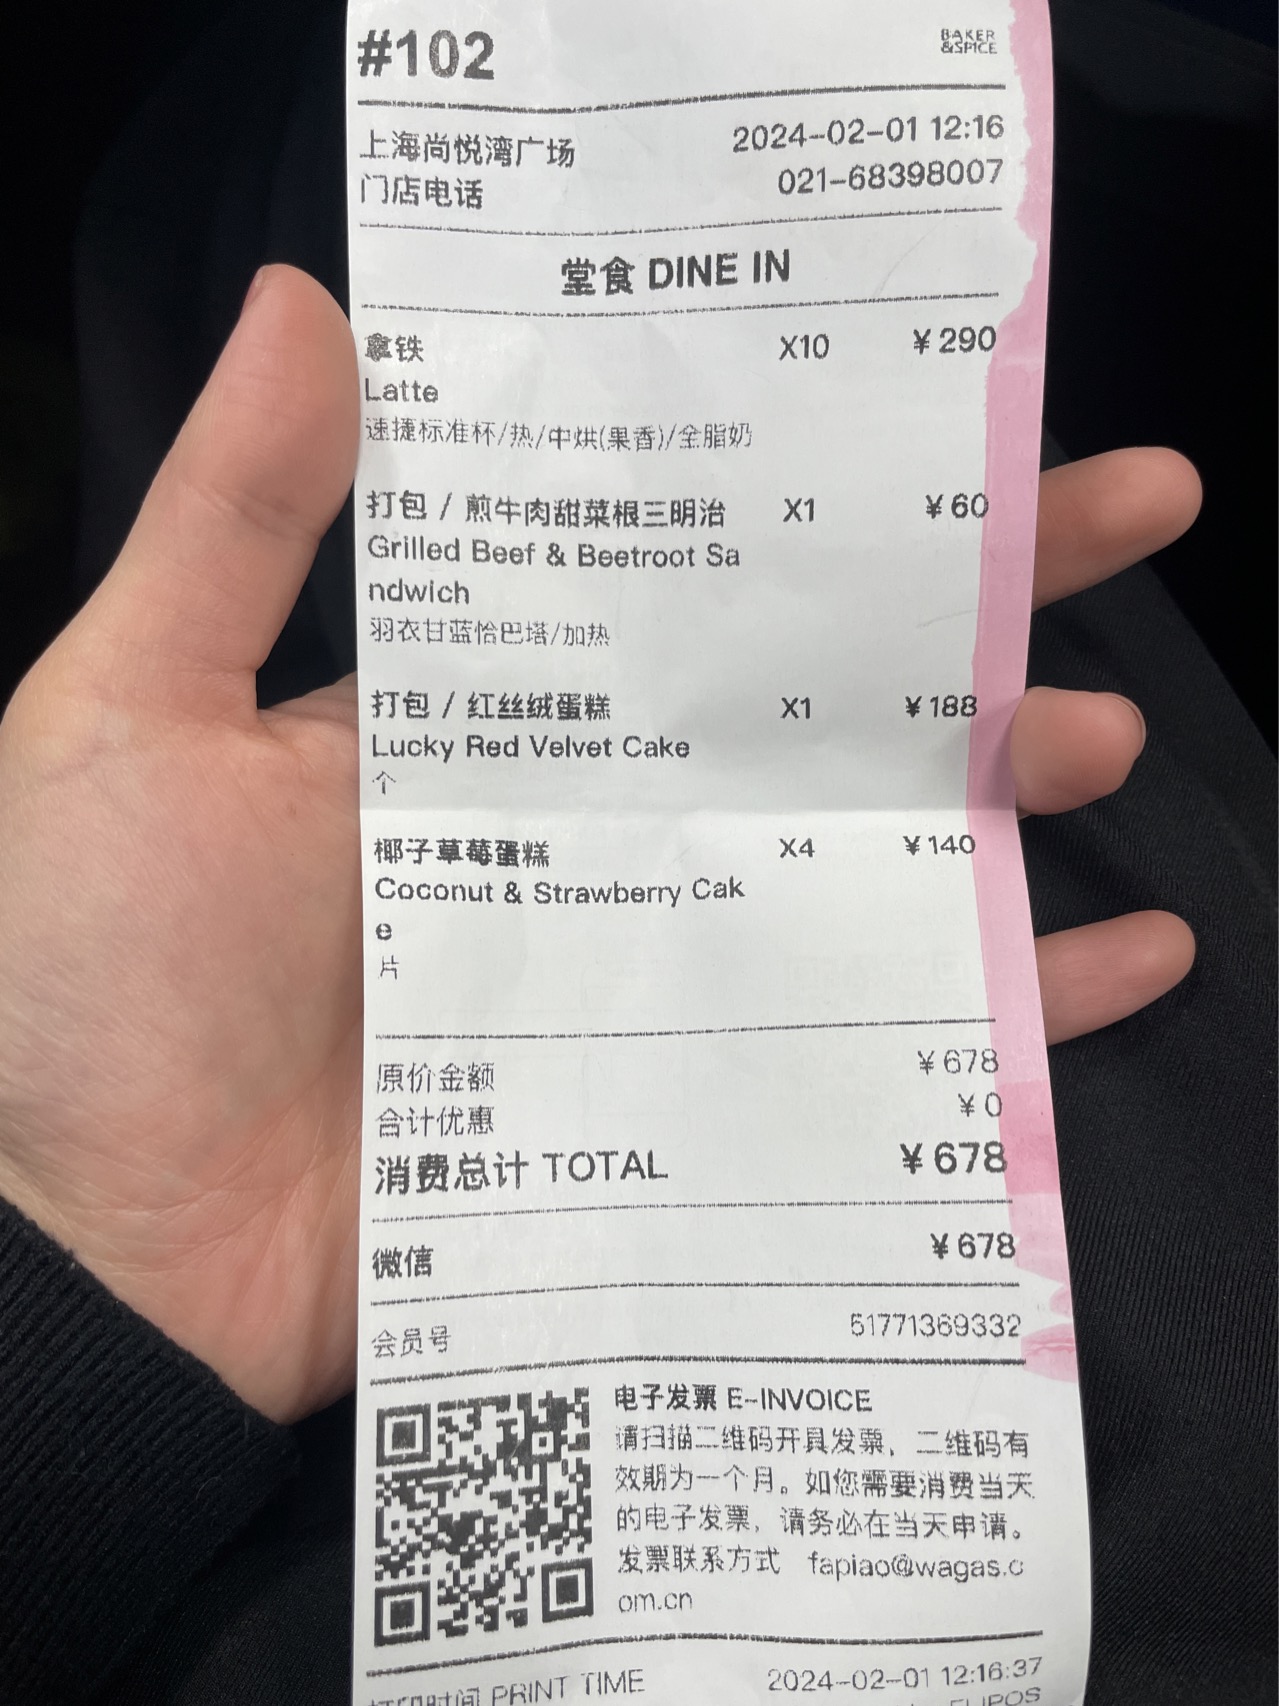 #102
BAKER
&SPICE
上海尚悦湾广场 2024-02-01 12:16
门店电话 021-68398007
堂食 DINE IN
拿铁 X10 ¥290
Latte
速捷标准杯/热/中烘(果香)/全脂奶
打包 / 煎牛肉甜菜根三明治 X1 ¥60
Grilled Beef & Beetroot Sa
ndwich
羽衣甘蓝恰巴塔/加热
打包 / 红丝绒蛋糕 X1 ¥188
Lucky Red Velvet Cake
个
椰子草莓蛋糕 X4 ¥140
Coconut & Strawberry Cak
e
片
原价金额 ¥678
合计优惠 ¥0
消费总计 TOTAL ¥678
微信 ¥678
会员号 51771369332
电子发票 E-INVOICE
请扫描二维码开具发票，二维码有
效期为一个月。如您需要消费当天
的电子发票，请务必在当天申请。
发票联系方式 fapiao@wagas.c
om.cn
打印时间 PRINT TIME 2024-02-01 12:16:37